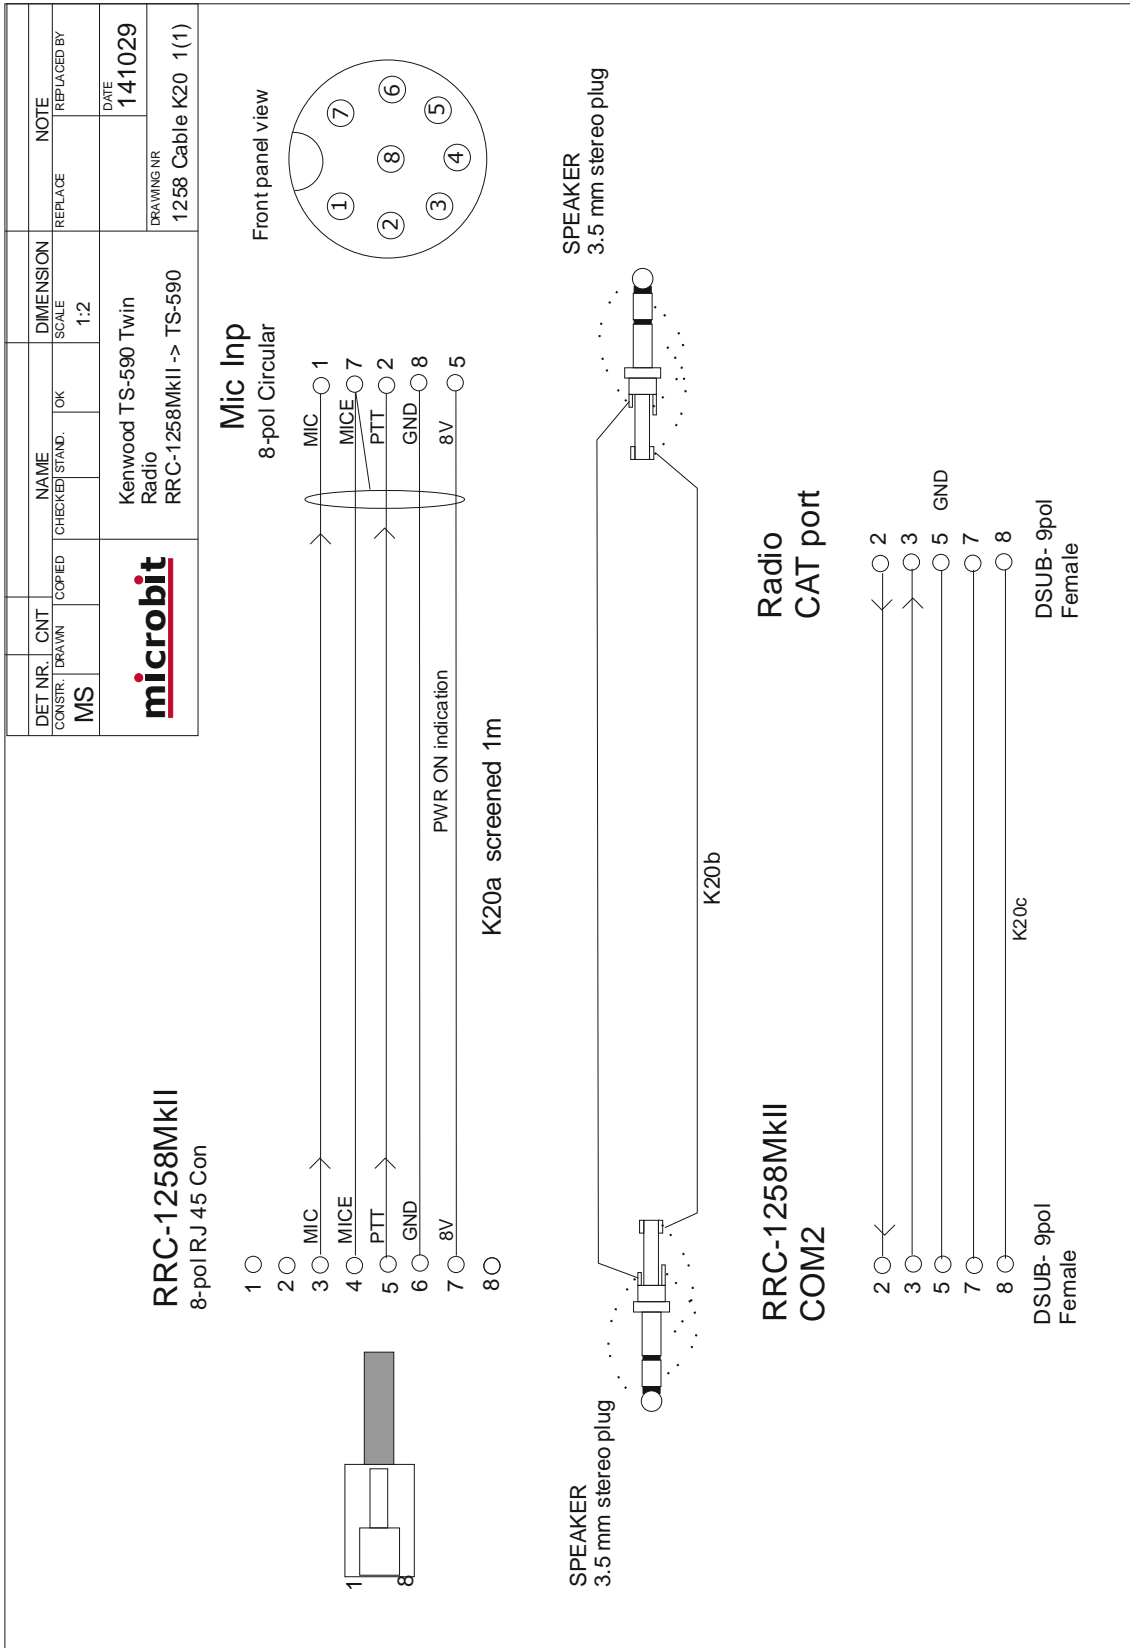 RRC-1258MkII
8-pol RJ 45 Con
1
8
1
2
3 MIC
4 MICE
5 PTT
6 GND
7 8V
8
Mic Inp
8-pol Circular
MIC 1
MICE 7
PTT 2
GND 8
8V 5
PWR ON indication
K20a screened 1m
Front panel view
1
2
3
4
5
6
7
8
SPEAKER
3.5 mm stereo plug
K20b
SPEAKER
3.5 mm stereo plug
RRC-1258MkII
COM2
2
3
5
7
8
DSUB- 9pol
Female
K20c
Radio
CAT port
2
3
5 GND
7
8
DSUB- 9pol
Female
DET NR. CNT NAME DIMENSION NOTE
CONSTR. DRAWN COPIED CHECKED STAND. OK SCALE REPLACE REPLACED BY
MS 1:2
microbit
Kenwood TS-590 Twin
Radio
RRC-1258MkII -> TS-590
DATE
141029
DRAWING NR
1258 Cable K20 1(1)